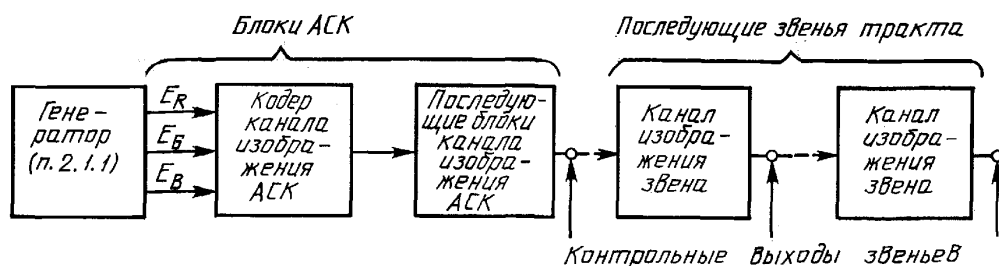 Блоки АСК
Последующие звенья тракта
Гене-
ратор
(п. 2.1.1)
E_R
E_G
E_B
Кодер
канала
изобра-
жения
АСК
Последую-
щие блоки
канала
изобра-
жения
АСК
Канал
изобра-
жения
звена
Канал
изобра-
жения
звена
Контрольные выходы звеньев